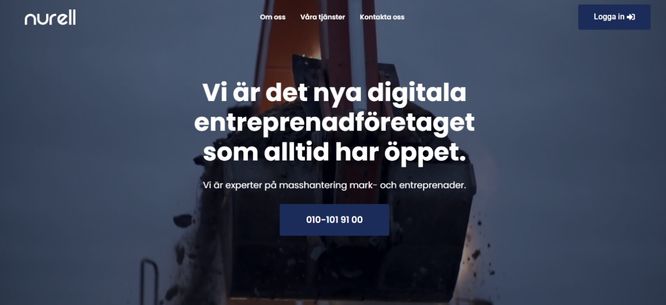 nurell
Om oss
Våra tjänster
Kontakta oss
Logga in
Vi är det nya digitala
entreprenadföretaget
som alltid har öppet.
Vi är experter på masshantering mark- och entreprenader.
010-101 91 00